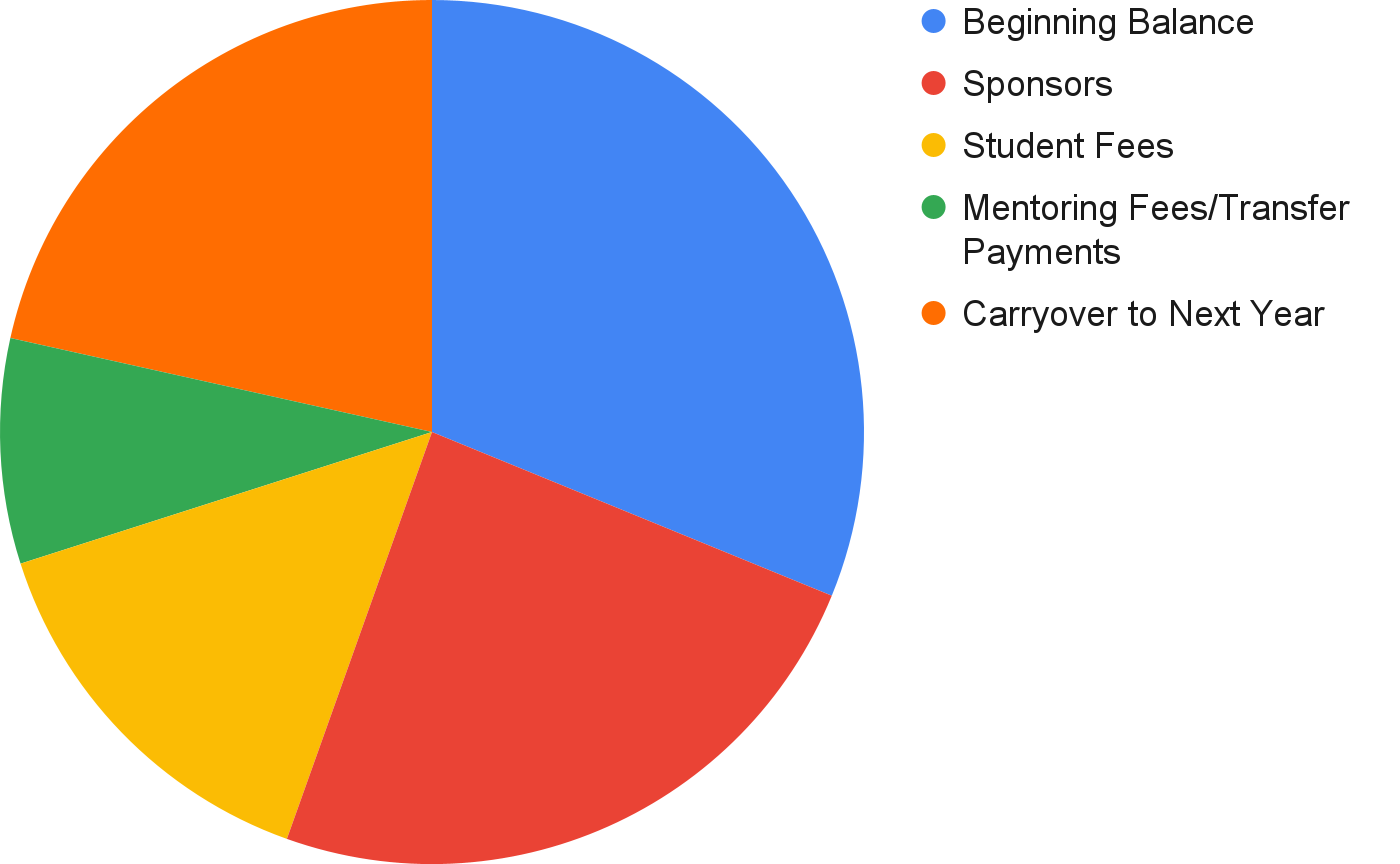 Beginning Balance
Sponsors
Student Fees
Mentoring Fees/Transfer
Payments
Carryover to Next Year